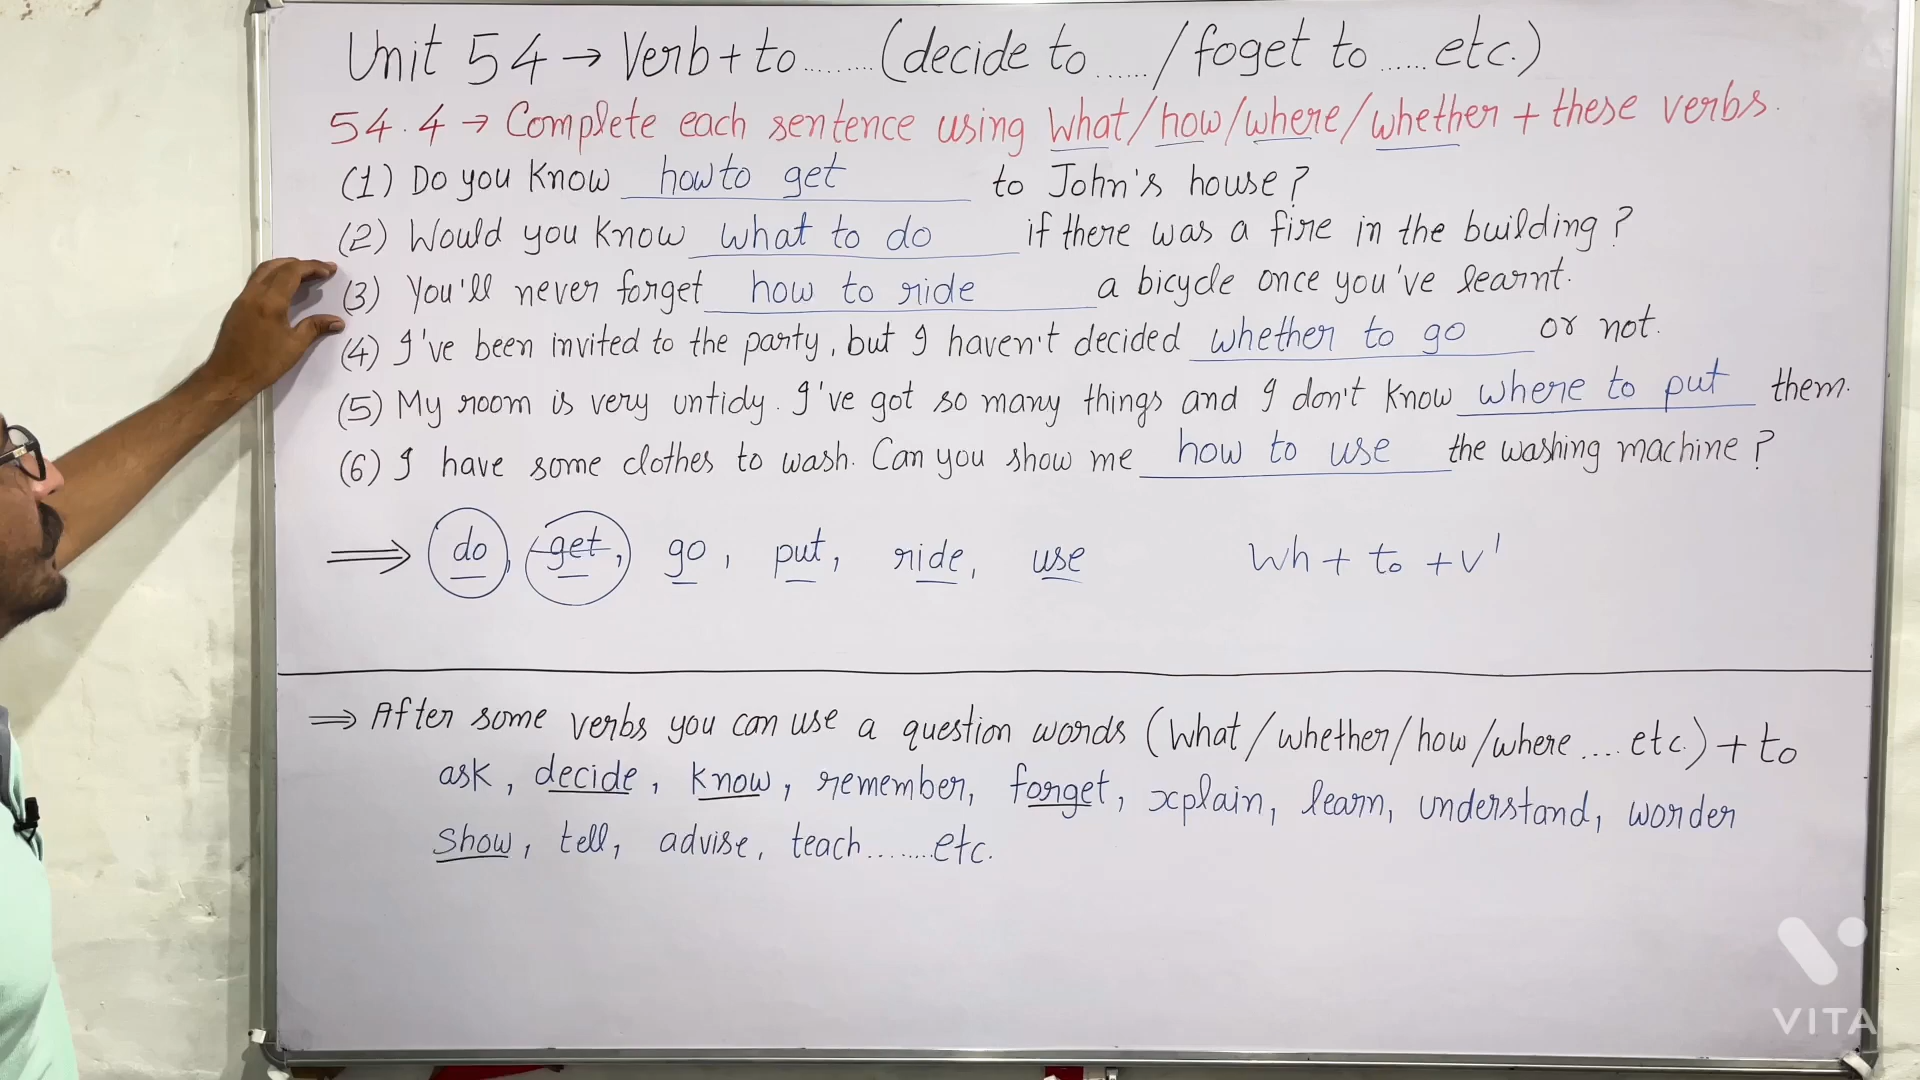 Unit 54 → Verb + to ........ (decide to ...... / foget to ...... etc.)
54.4 → Complete each sentence using what/how/where/whether + these verbs.
(1) Do you know how to get to John's house?
(2) Would you know what to do if there was a fire in the building?
(3) You'll never forget how to ride a bicycle once you've learnt.
(4) I've been invited to the party, but I haven't decided whether to go or not.
(5) My room is very untidy. I've got so many things and I don't know where to put them.
(6) I have some clothes to wash. Can you show me how to use the washing machine?
⟹ do, get, go, put, ride, use Wh + to + v¹
⟹ After some verbs you can use a question words (what/whether/how/where .... etc.) + to
ask, decide, know, remember, forget, xplain, learn, understand, worder
show, tell, advise, teach........etc.
VITA